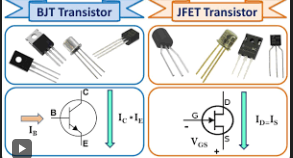 BJT Transistor
JFET Transistor
C
B
I_B
E
I_C ≈ I_E
D
G
S
-
+
V_GS
I_D=I_S